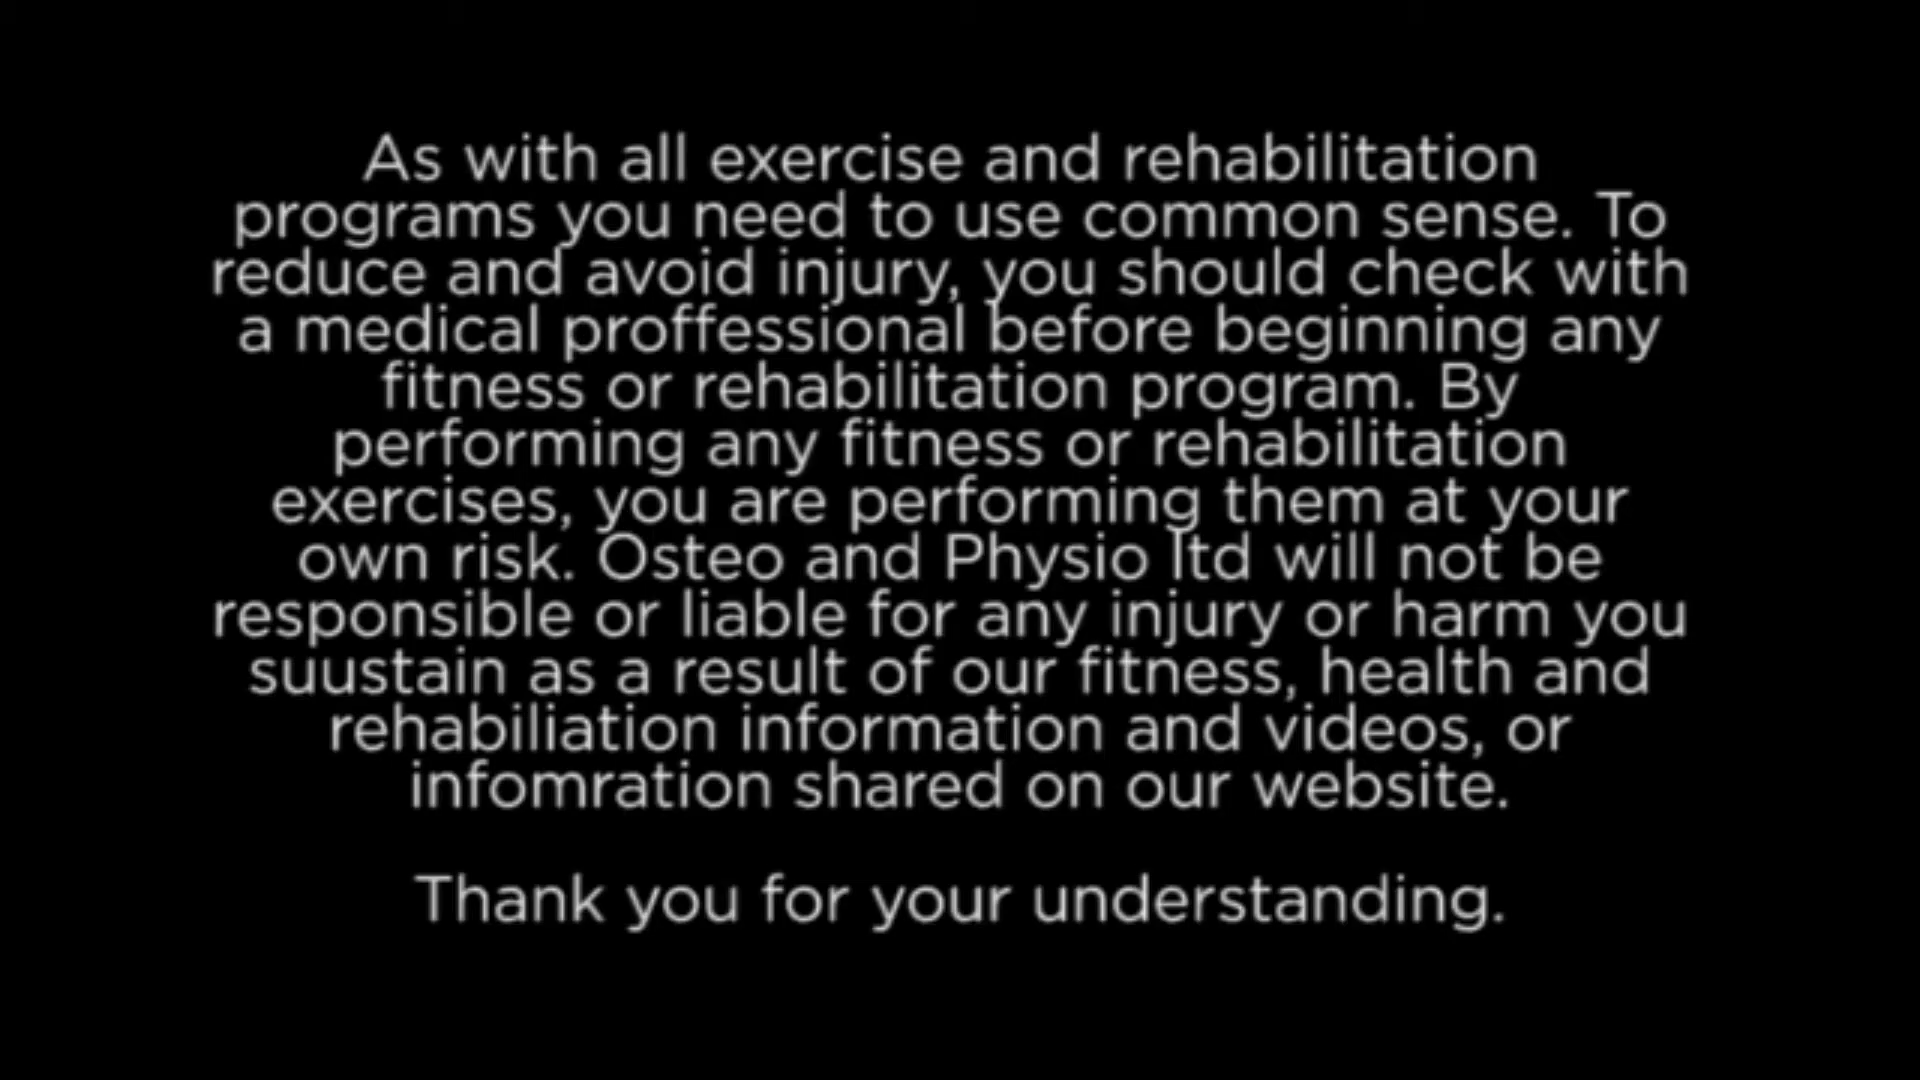 As with all exercise and rehabilitation
programs you need to use common sense. To
reduce and avoid injury, you should check with
a medical proffessional before beginning any
fitness or rehabilitation program. By
performing any fitness or rehabilitation
exercises, you are performing them at your
own risk. Osteo and Physio ltd will not be
responsible or liable for any injury or harm you
suustain as a result of our fitness, health and
rehabiliation information and videos, or
infomration shared on our website.
Thank you for your understanding.